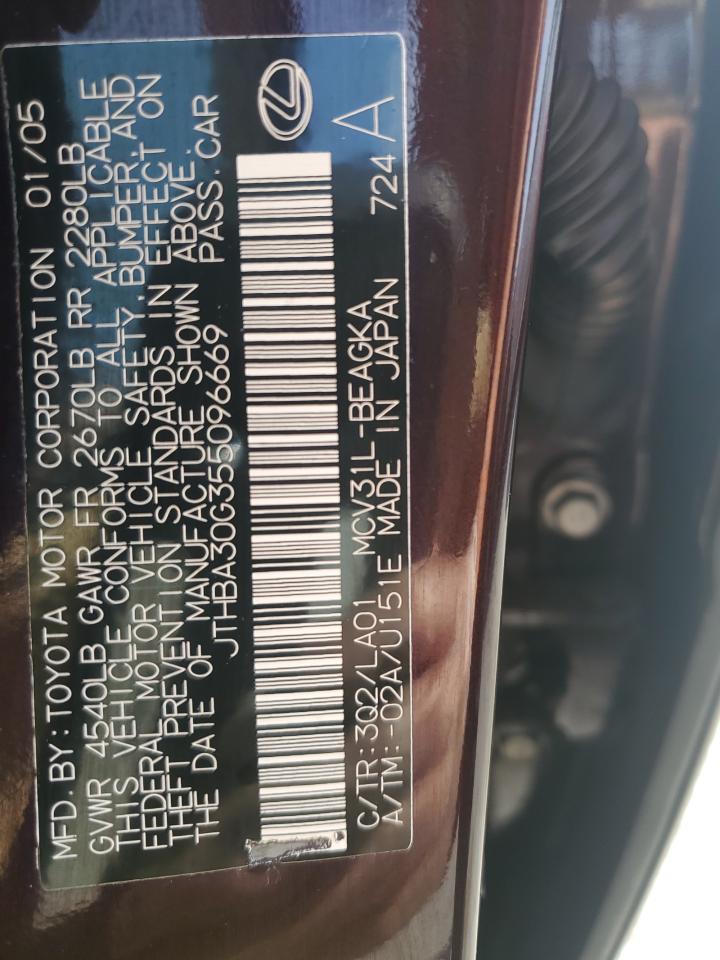 MFD. BY: TOYOTA MOTOR CORPORATION 01/05
GVWR 4540LB GAWR FR 2670LB RR 2280LB
THIS VEHICLE CONFORMS TO ALL APPLICABLE
FEDERAL MOTOR VEHICLE SAFETY, BUMPER, AND
THEFT PREVENTION STANDARDS IN EFFECT ON
THE DATE OF MANUFACTURE SHOWN ABOVE.
JTHBA30G355096669 PASS. CAR
C/TR: 3Q2/LA01 MCV31L-BEAGKA 724
A/TM: -02A/U151E MADE IN JAPAN A